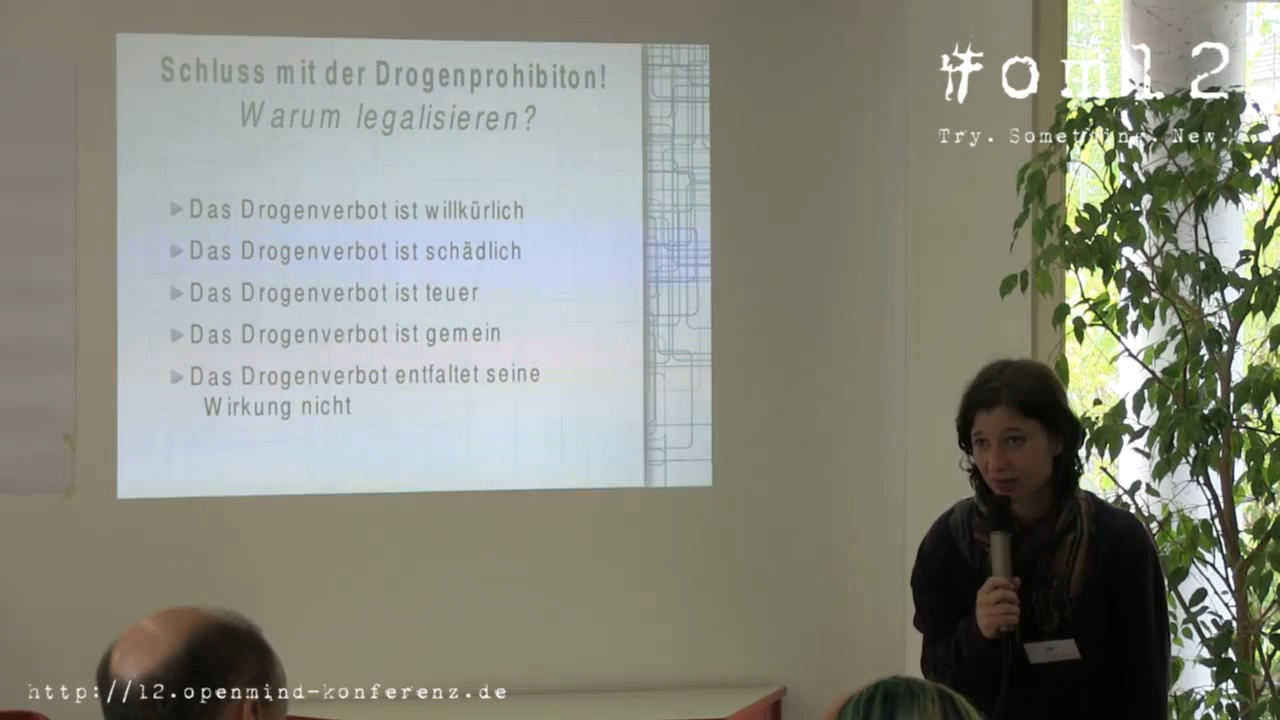 Schluss mit der Drogenprohibiton!
Warum legalisieren?
Das Drogenverbot ist willkürlich
Das Drogenverbot ist schädlich
Das Drogenverbot ist teuer
Das Drogenverbot ist gemein
Das Drogenverbot entfaltet seine
Wirkung nicht
#om12
Try. Something. New.
http://12.openmind-konferenz.de